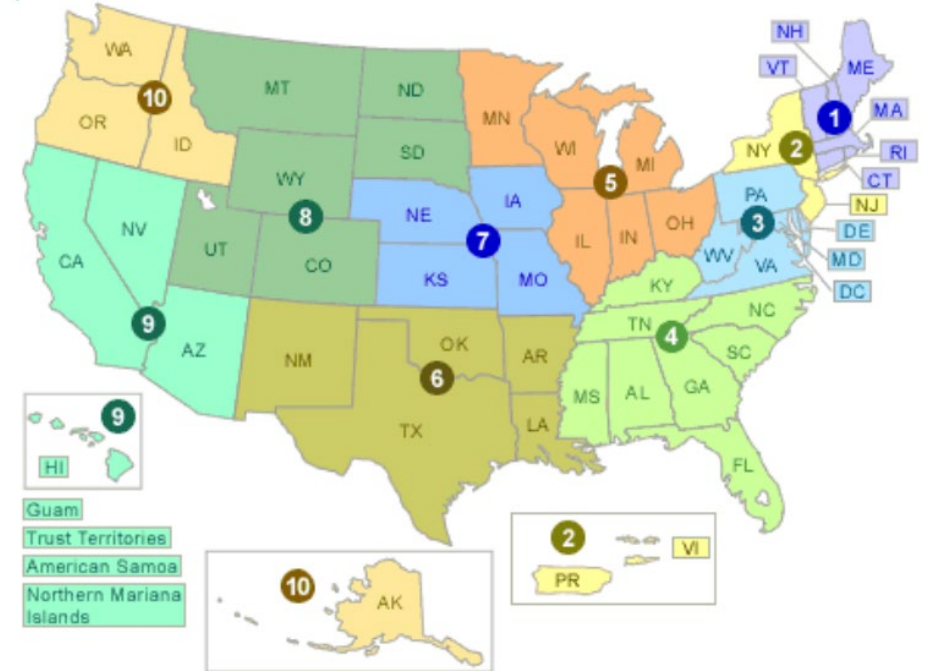 NH
WA
VT
ME
MT
ND
10
MN
OR
MA
1
ID
SD
WI
MI
NY
2
RI
WY
5
CT
PA
IA
NJ
NE
8
3
OH
NV
DE
7
IL
IN
UT
WV
CO
MD
CA
VA
KS
MO
KY
DC
NC
9
TN
4
AZ
OK
SC
NM
AR
6
GA
MS
AL
9
LA
TX
HI
FL
Guam
Trust Territories
2
VI
American Samoa
PR
10
Northern Mariana
Islands
AK